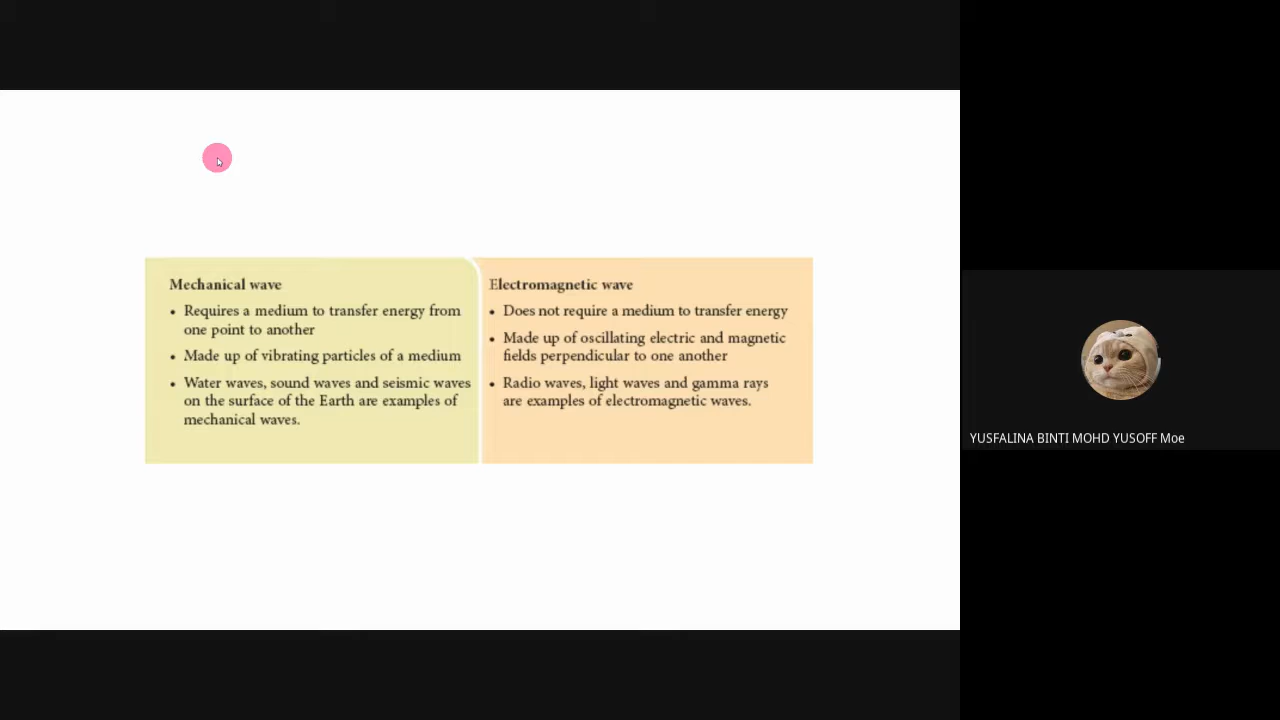 Mechanical wave
• Requires a medium to transfer energy from
one point to another
• Made up of vibrating particles of a medium
• Water waves, sound waves and seismic waves
on the surface of the Earth are examples of
mechanical waves.
Electromagnetic wave
• Does not require a medium to transfer energy
• Made up of oscillating electric and magnetic
fields perpendicular to one another
• Radio waves, light waves and gamma rays
are examples of electromagnetic waves.
YUSFALINA BINTI MOHD YUSOFF Moe